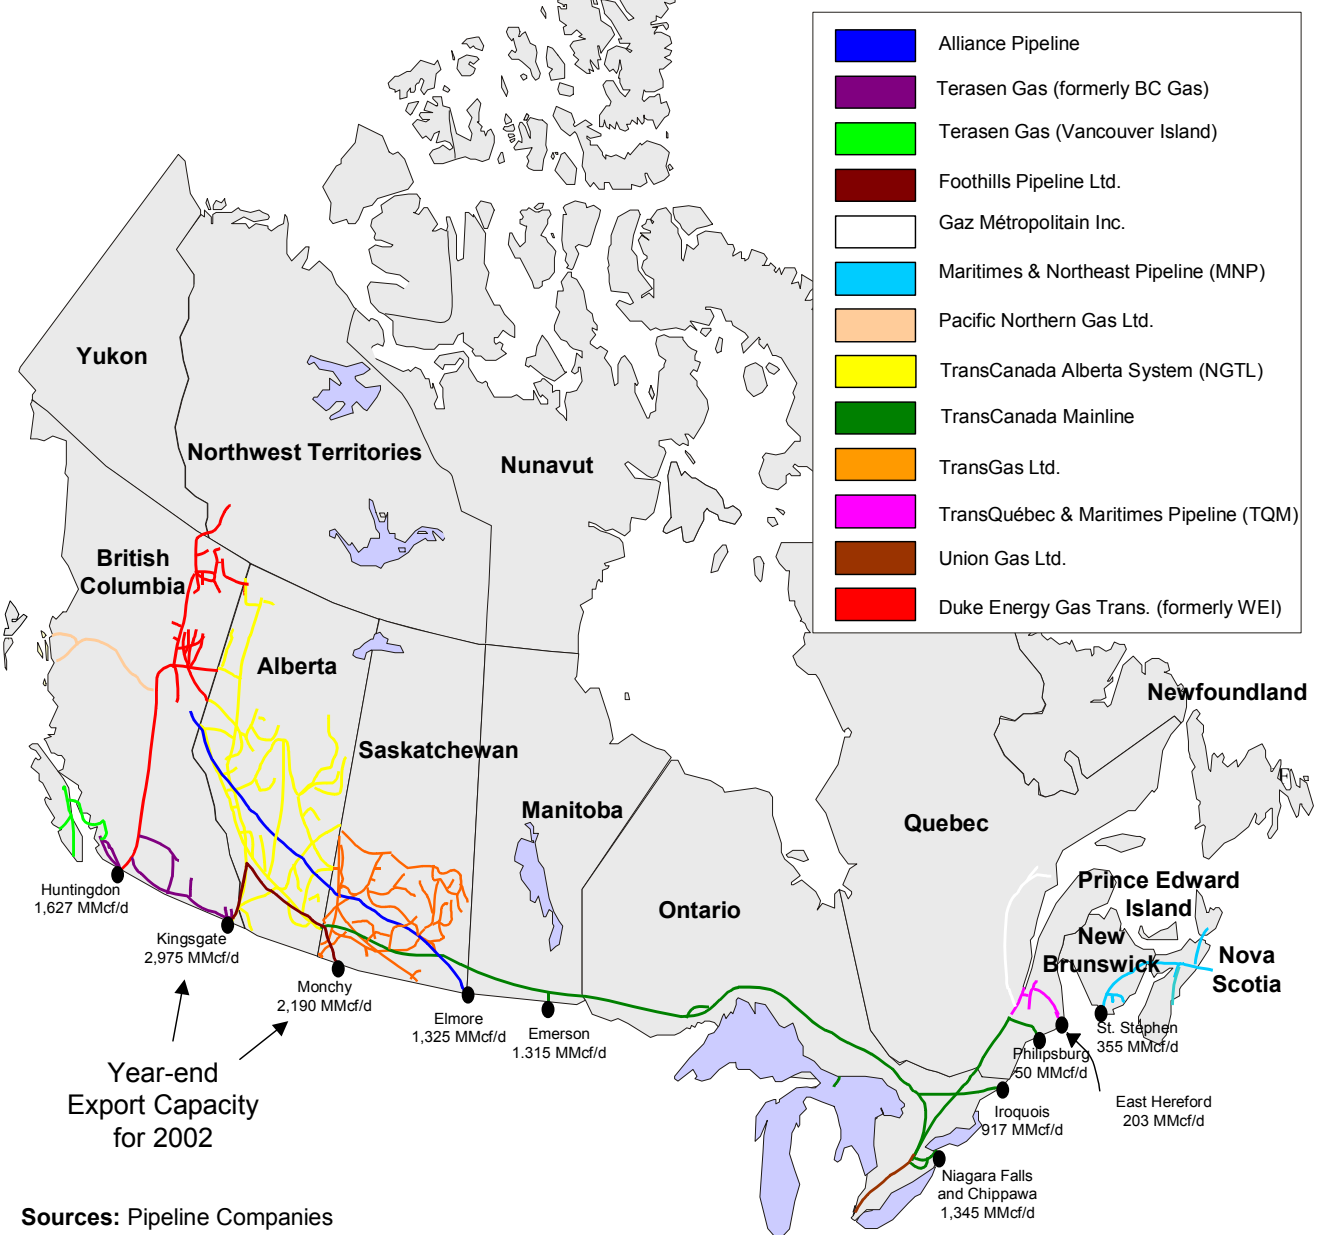 Alliance Pipeline
Terasen Gas (formerly BC Gas)
Terasen Gas (Vancouver Island)
Foothills Pipeline Ltd.
Gaz Métropolitain Inc.
Maritimes & Northeast Pipeline (MNP)
Pacific Northern Gas Ltd.
TransCanada Alberta System (NGTL)
TransCanada Mainline
TransGas Ltd.
TransQuébec & Maritimes Pipeline (TQM)
Union Gas Ltd.
Duke Energy Gas Trans. (formerly WEI)
Yukon
Northwest Territories
Nunavut
British
Columbia
Alberta
Saskatchewan
Manitoba
Ontario
Quebec
Newfoundland
Prince Edward
Island
New
Brunswick
Nova
Scotia
Huntingdon
1,627 MMcf/d
Kingsgate
2,975 MMcf/d
Monchy
2,190 MMcf/d
Elmore
1,325 MMcf/d
Emerson
1.315 MMcf/d
St. Stephen
355 MMcf/d
Philipsburg
50 MMcf/d
East Hereford
203 MMcf/d
Iroquois
917 MMcf/d
Niagara Falls
and Chippawa
1,345 MMcf/d
Year-end
Export Capacity
for 2002
Sources: Pipeline Companies